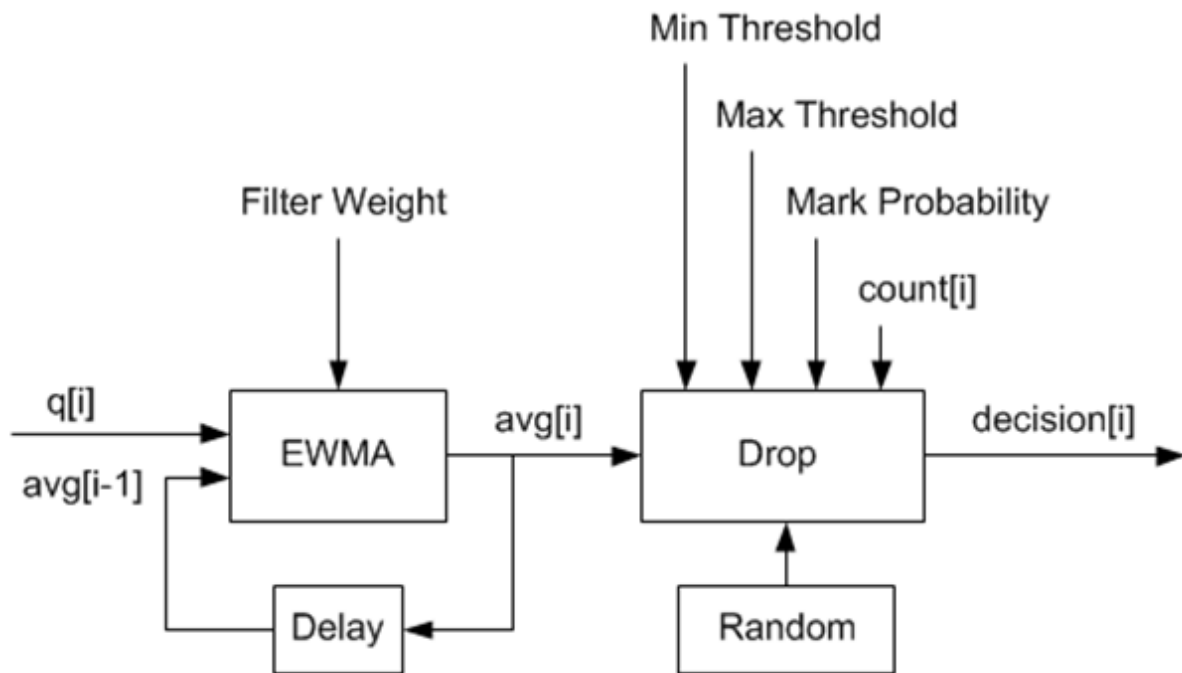 Min Threshold
Max Threshold
Filter Weight
Mark Probability
count[i]
q[i]
avg[i]
decision[i]
EWMA
Drop
avg[i-1]
Delay
Random